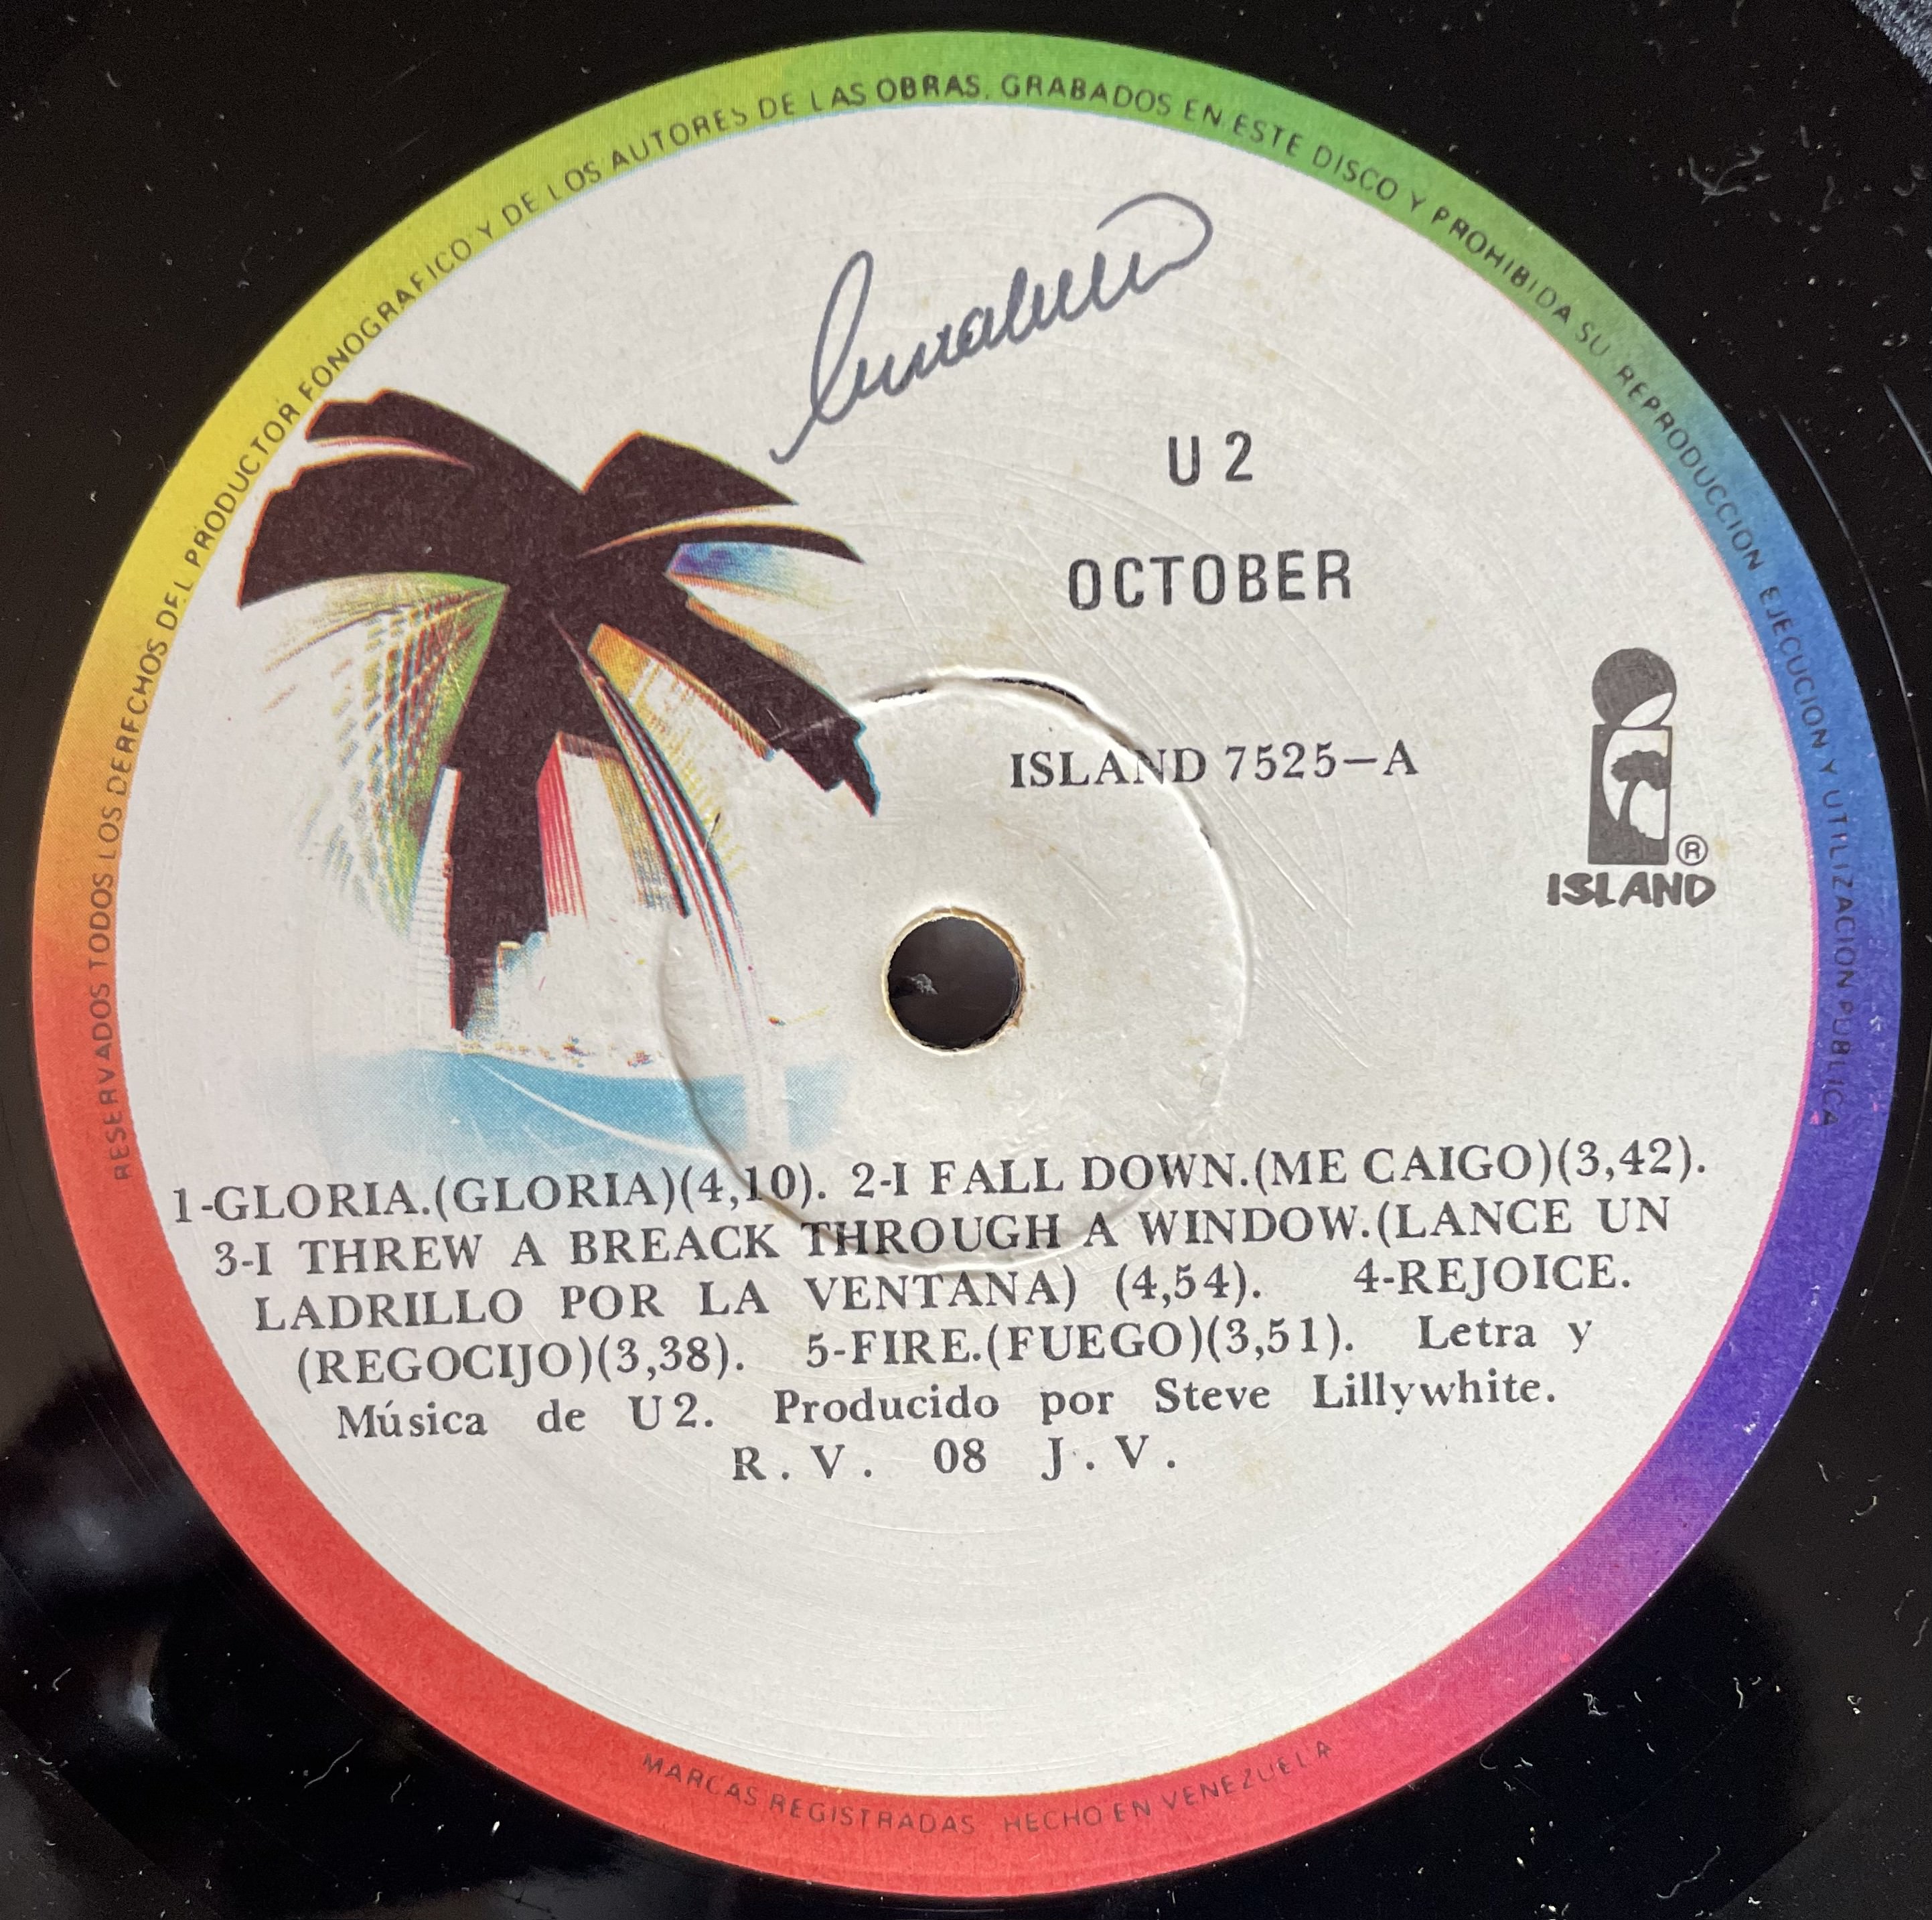 RESERVADOS TODOS LOS DERECHOS DEL PRODUCTOR FONOGRAFICO Y DE LOS AUTORES DE LAS OBRAS. GRABADOS EN ESTE DISCO Y PROHIBIDA SU REPRODUCCION EJECUCION Y UTILIZACION PUBLICA
U 2
OCTOBER
ISLAND 7525-A
®
ISLAND
1-GLORIA.(GLORIA)(4,10). 2-I FALL DOWN.(ME CAIGO)(3,42).
3-I THREW A BREACK THROUGH A WINDOW.(LANCE UN
LADRILLO POR LA VENTANA) (4,54). 4-REJOICE.
(REGOCIJO)(3,38). 5-FIRE.(FUEGO)(3,51). Letra y
Música de U2. Producido por Steve Lillywhite.
R. V. 08 J. V.
MARCAS REGISTRADAS HECHO EN VENEZUELA